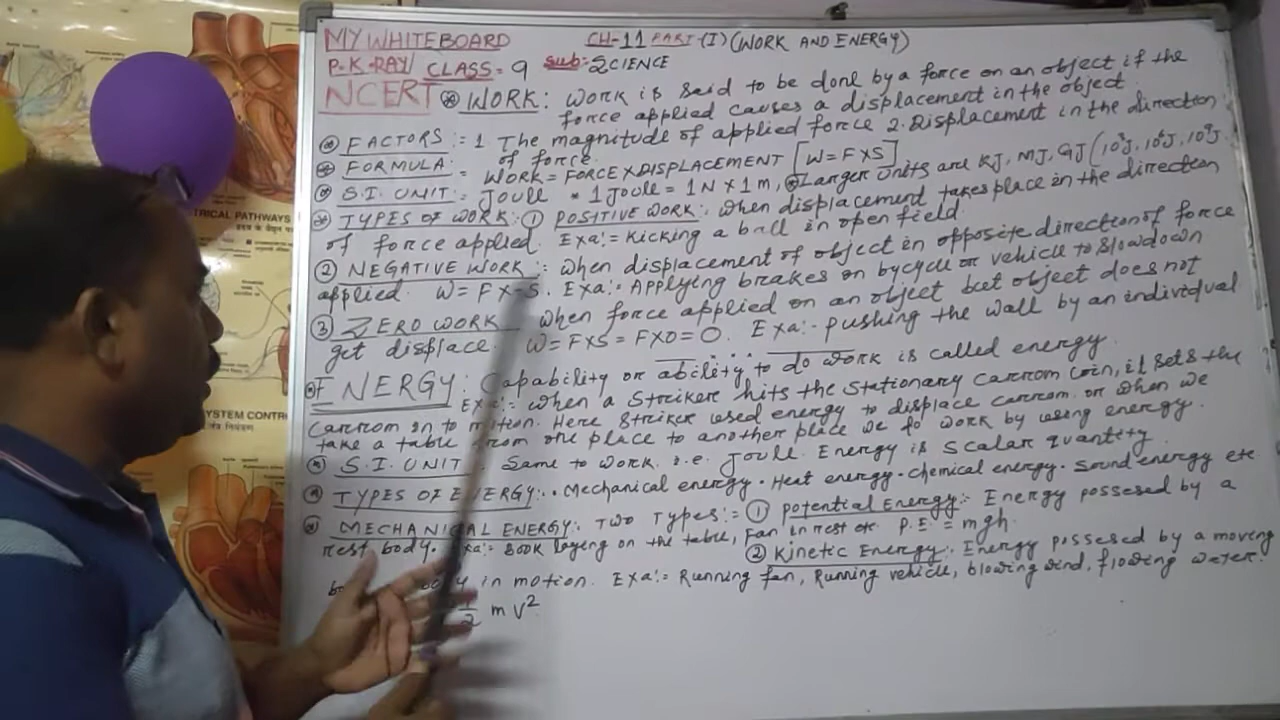 MY WHITEBOARD CH-11 PART-(I) (WORK AND ENERGY)
P.K.RAY CLASS=9 Sub=SCIENCE
NCERT WORK: Work is said to be done by a force on an object if the
force applied causes a displacement in the object
FACTORS:= 1. The magnitude of applied force 2. Displacement in the direction
of force.
FORMULA:= WORK=FORCE×DISPLACEMENT [W=F×S]
S.I. UNIT:= Joule * 1 Joule = 1N×1m, Larger Units are KJ, MJ, GJ (10³J, 10⁶J, 10⁹J.
TYPES OF WORK: ① POSITIVE WORK:. When displacement takes place in the direction
of force applied. Exa:= Kicking a ball in open field.
② NEGATIVE WORK:= When displacement of object in opposite direction of force
applied. W=F×-S. Exa:= Applying brakes on bycycle or vehicle to slowdown
③ ZERO WORK When force applied on an object but object does not
get displace. W=F×S=F×0=0. Exa:- pushing the wall by an individual
ENERGY: Capability or ability to do work is called energy.
Exa:= When a Striker hits the stationary Carrom Coin, it sets the
Carrom in to motion. Here Striker used energy to displace carrom. or When we
take a table from one place to another place we do work by using energy.
S.I. UNIT: Same to work. i.e. Joule. Energy is Scalar quantity.
TYPES OF ENERGY:. • Mechanical energy • Heat energy • Chemical energy • Sound energy etc.
MECHANICAL ENERGY: Two Types:= ① potential Energy:. Energy possesed by a
rest body. Exa:= Book laying on the table, Fan in rest etc. P.E. = mgh.
② Kinetic Energy:. Energy possesed by a moving
body in motion. Exa:= Running fan, Running vehicle, blowing wind, flowing water.
1/2 mv²
TRICAL PATHWAYS
YSTEM CONTR